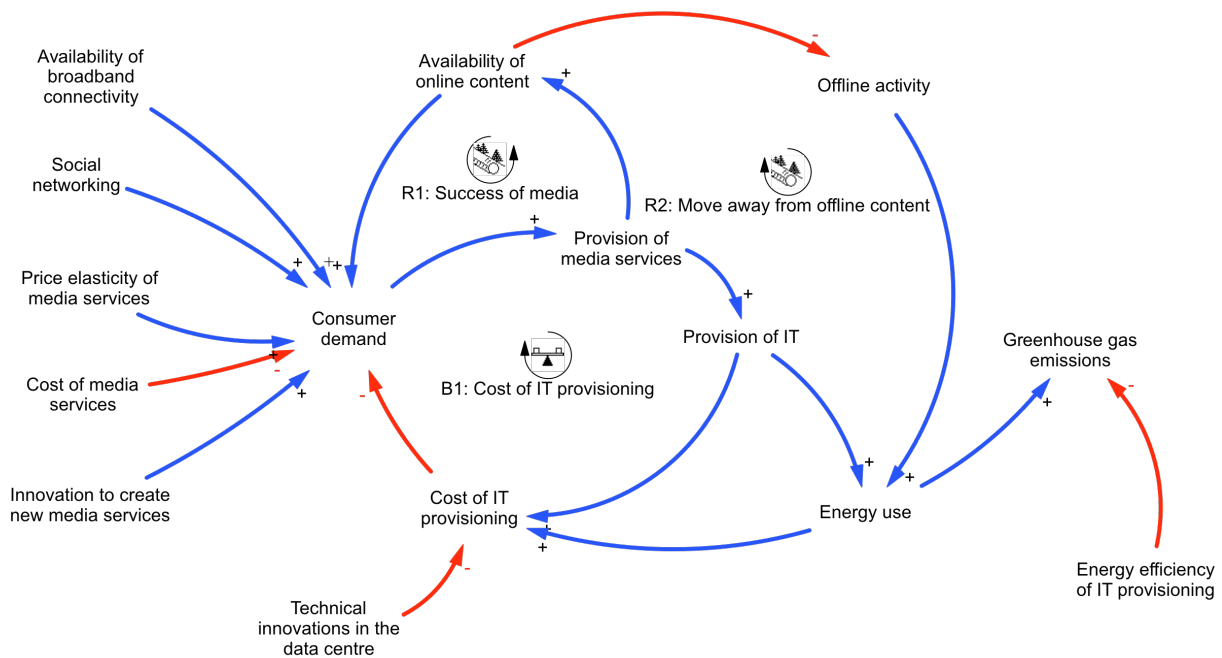 Availability of
broadband
connectivity
Availability of
online content
-
Offline activity
+
Social
networking
R1: Success of media
R2: Move away from offline content
+
Provision of
media services
Price elasticity of
media services
+
+
+
+
Consumer
demand
Provision of IT
Greenhouse gas
emissions
+
-
Cost of media
services
B1: Cost of IT provisioning
+
-
-
+
Innovation to create
new media services
+
+
Cost of IT
provisioning
Energy use
+
+
-
Technical
innovations in the
data centre
Energy efficiency
of IT provisioning